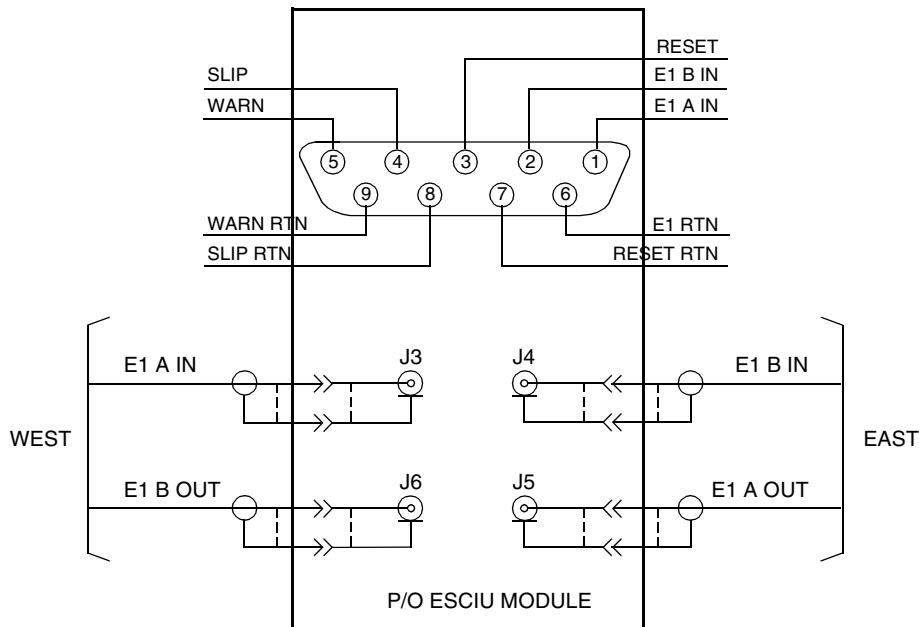 RESET
SLIP
E1 B IN
WARN
E1 A IN
5 4 3 2 1
9 8 7 6
WARN RTN
E1 RTN
SLIP RTN
RESET RTN
E1 A IN
J3
J4
E1 B IN
WEST
EAST
E1 B OUT
J6
J5
E1 A OUT
P/O ESCIU MODULE